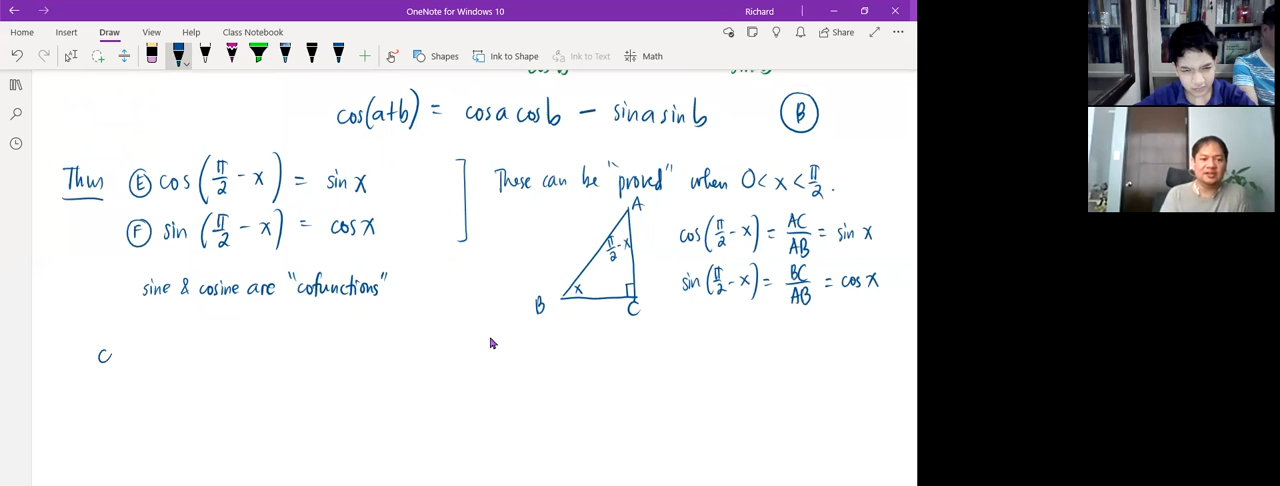 OneNote for Windows 10
Richard
Home Insert Draw View Help Class Notebook
Share
Shapes Ink to Shape Ink to Text Math
cos(a+b) = cos a cos b − sin a sin b Ⓑ
Thus Ⓔ cos(π/2 − x) = sin x
Ⓕ sin(π/2 − x) = cos x
sine & cosine are "cofunctions"
These can be "proved" when 0 < x < π/2.
A
π/2 − x
x
B
C
cos(π/2 − x) = AC/AB = sin x
sin(π/2 − x) = BC/AB = cos x
C